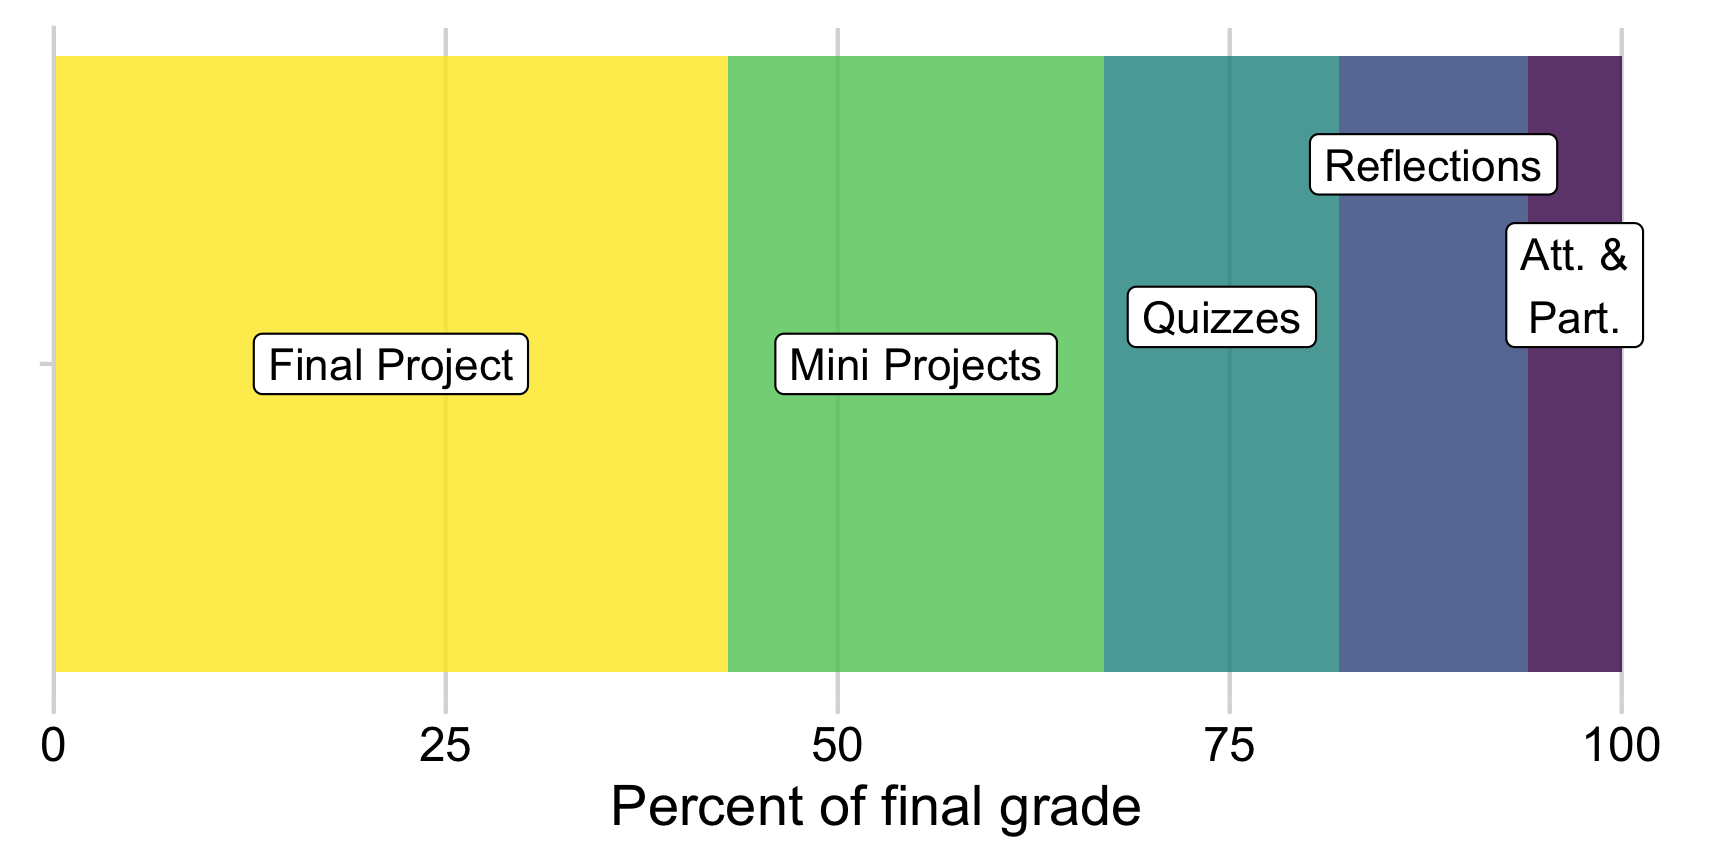 Reflections
Att. &
Part.
Quizzes
Final Project
Mini Projects
0
25
50
75
100
Percent of final grade